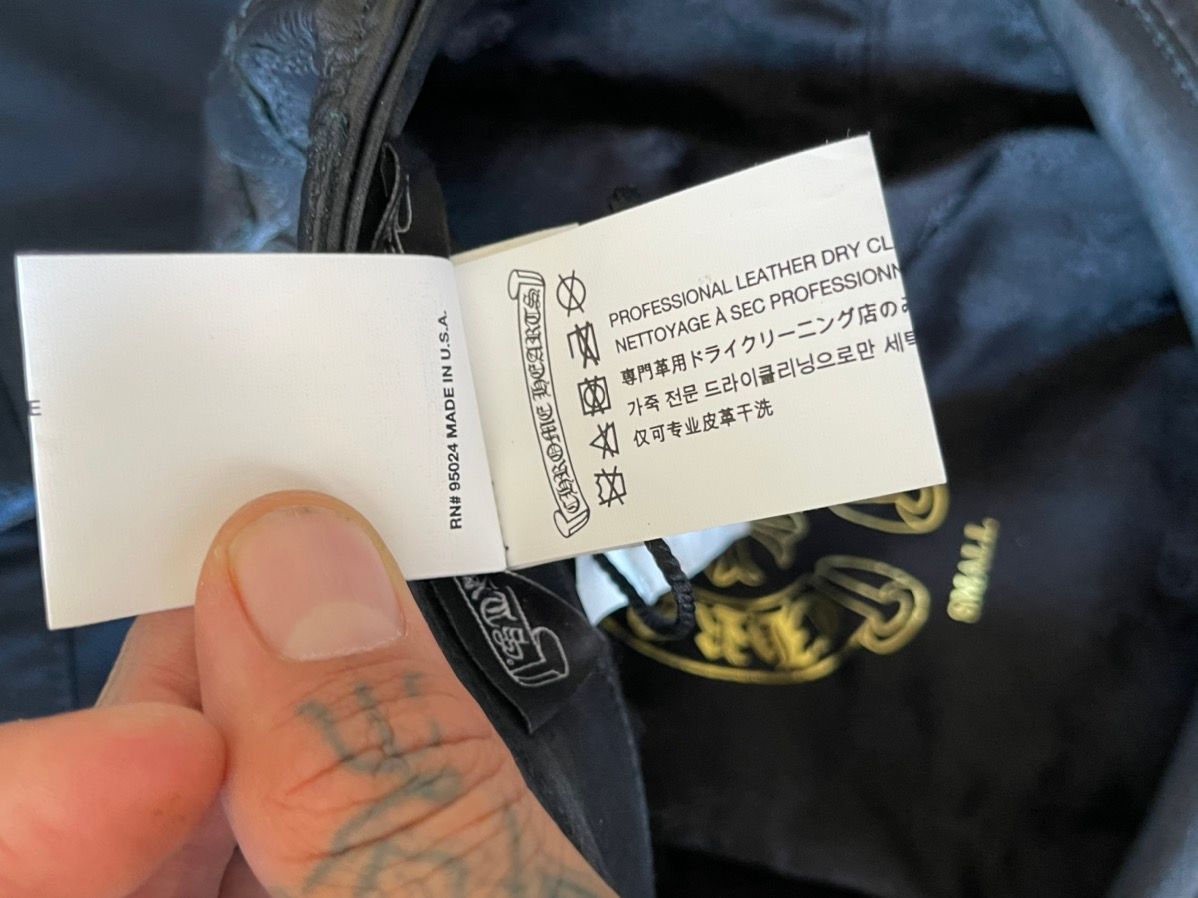 E
RN# 95024 MADE IN U.S.A.
CHROME HEARTS
PROFESSIONAL LEATHER DRY CL
NETTOYAGE À SEC PROFESSIONN
専門革用ドライクリーニング店のみ
가죽 전문 드라이클리닝으로만 세탁
仅可专业皮革干洗
SMALL